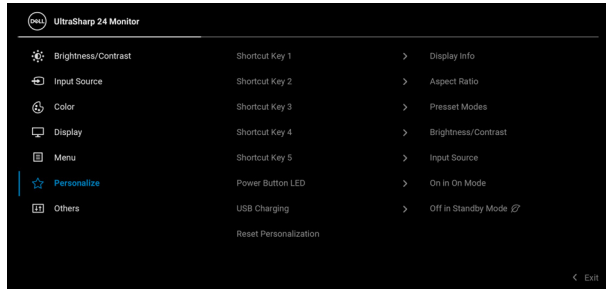 DELL UltraSharp 24 Monitor
Brightness/Contrast Shortcut Key 1 > Display Info
Input Source Shortcut Key 2 > Aspect Ratio
Color Shortcut Key 3 > Presset Modes
Display Shortcut Key 4 > Brightness/Contrast
Menu Shortcut Key 5 > Input Source
Personalize Power Button LED > On in On Mode
Others USB Charging > Off in Standby Mode
Reset Personalization
< Exit